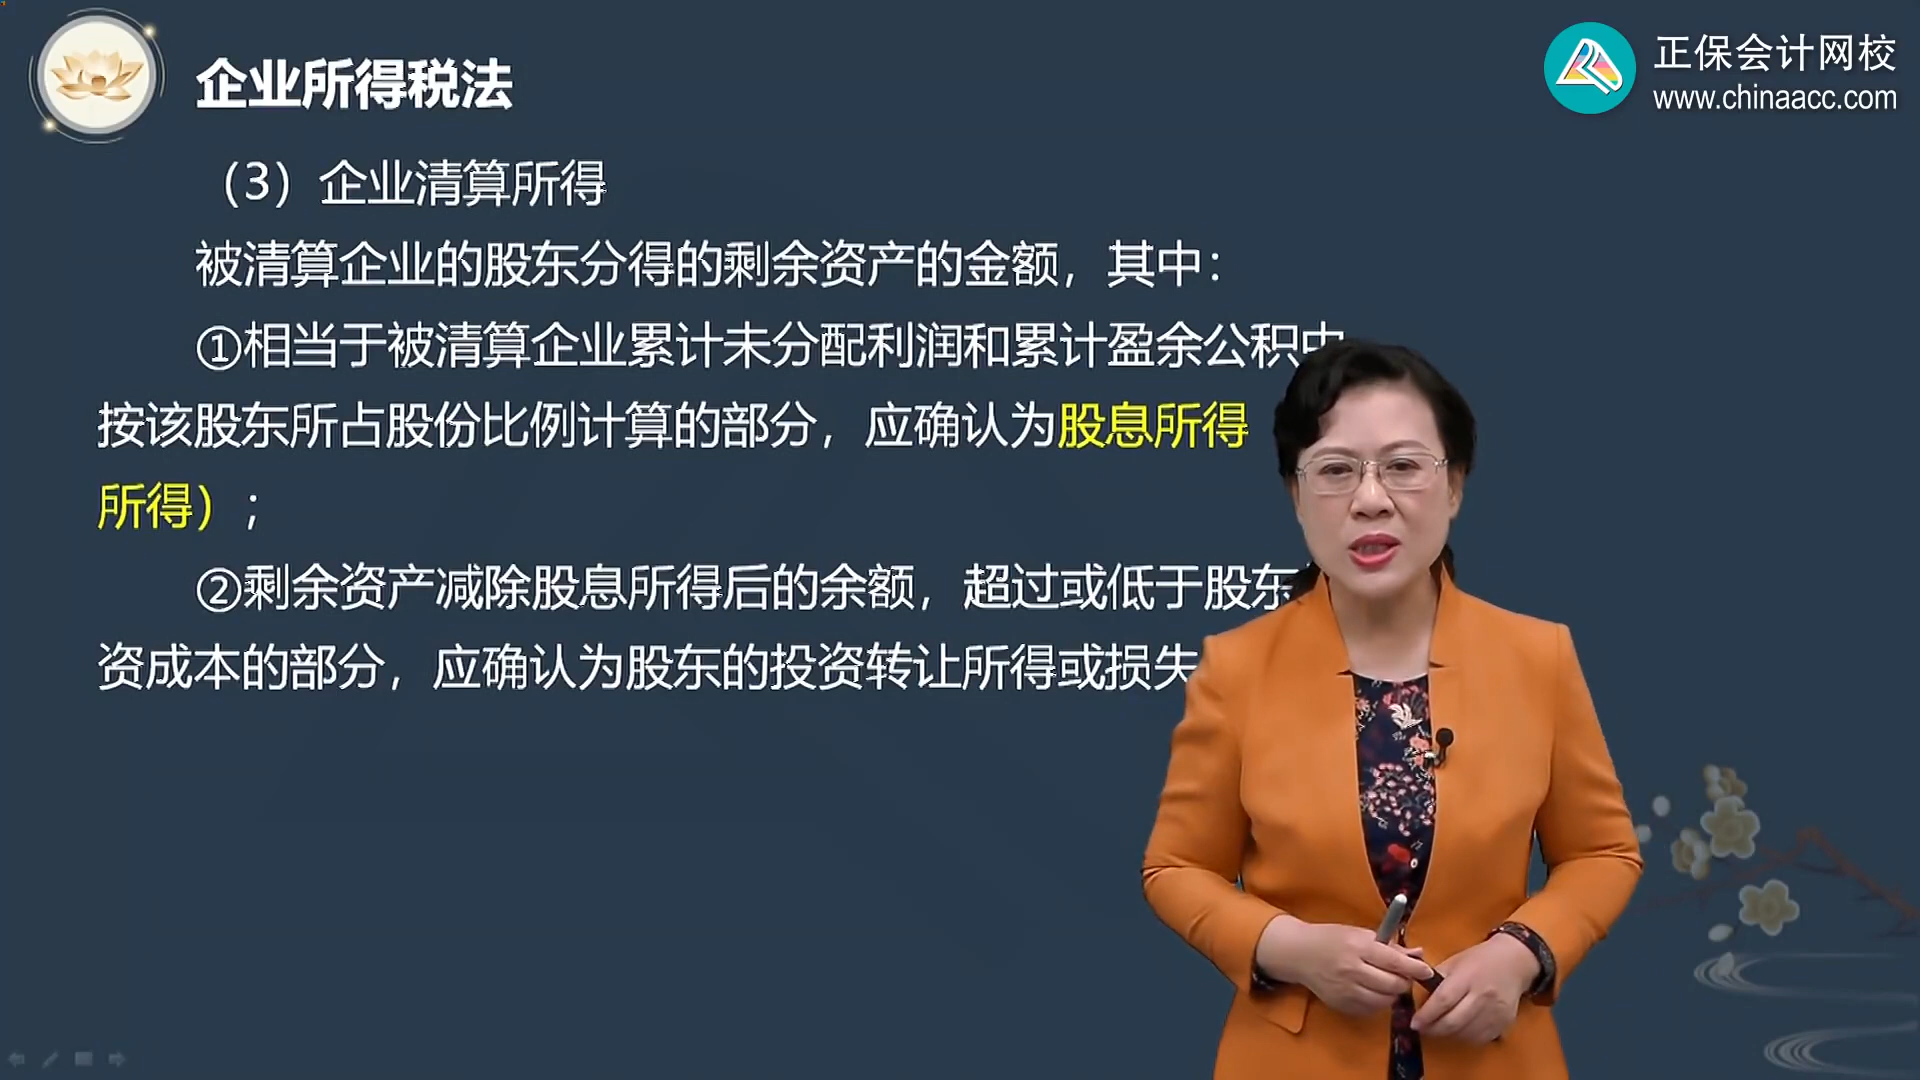 企业所得税法
正保会计网校
www.chinaacc.com
（3）企业清算所得
被清算企业的股东分得的剩余资产的金额，其中：
①相当于被清算企业累计未分配利润和累计盈余公积中
按该股东所占股份比例计算的部分，应确认为股息所得
所得）；
②剩余资产减除股息所得后的余额，超过或低于股东
资成本的部分，应确认为股东的投资转让所得或损失